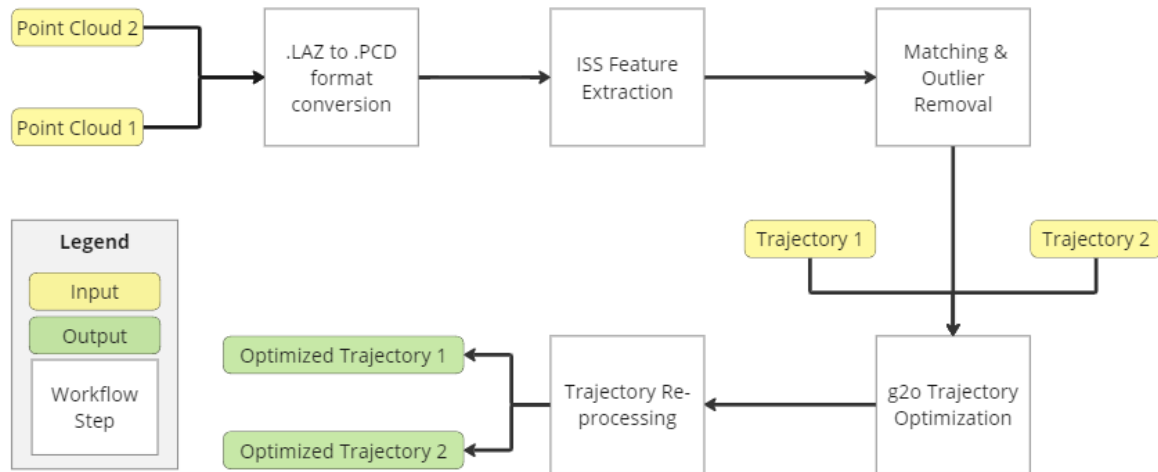 Point Cloud 2
Point Cloud 1
.LAZ to .PCD
format
conversion
ISS Feature
Extraction
Matching &
Outlier
Removal
Trajectory 1
Trajectory 2
Legend
Input
Output
Workflow
Step
Optimized Trajectory 1
Optimized Trajectory 2
Trajectory Re-
processing
g2o Trajectory
Optimization